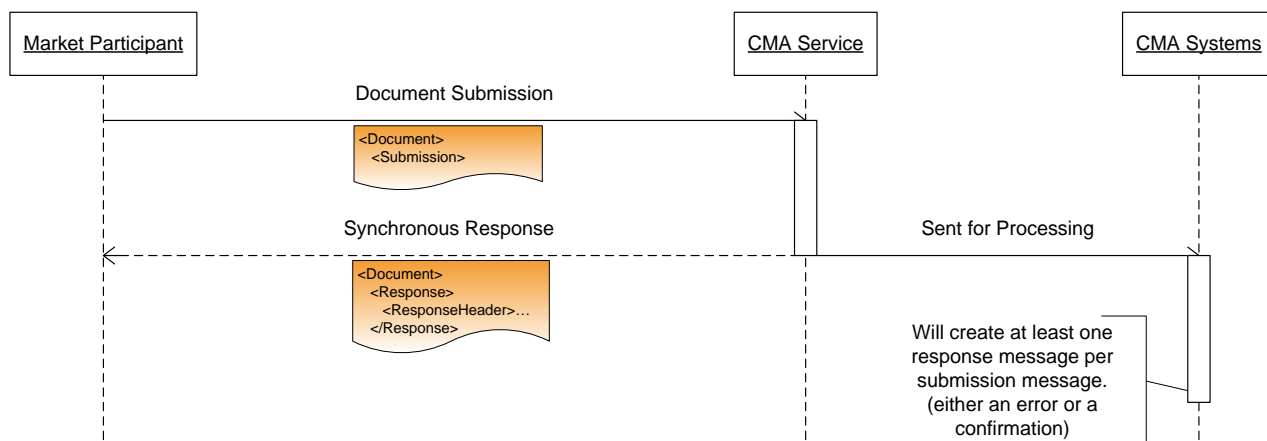 Market Participant
CMA Service
CMA Systems
Document Submission
<Document>
<Submission>
Synchronous Response
Sent for Processing
<Document>
<Response>
<ResponseHeader>…
</Response>
Will create at least one
response message per
submission message.
(either an error or a
confirmation)